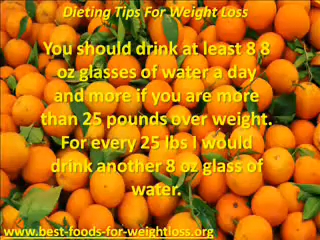 Dieting Tips For Weight Loss
You should drink at least 8 8
oz glasses of water a day
and more if you are more
than 25 pounds over weight.
For every 25 lbs I would
drink another 8 oz glass of
water.
www.best-foods-for-weightloss.org